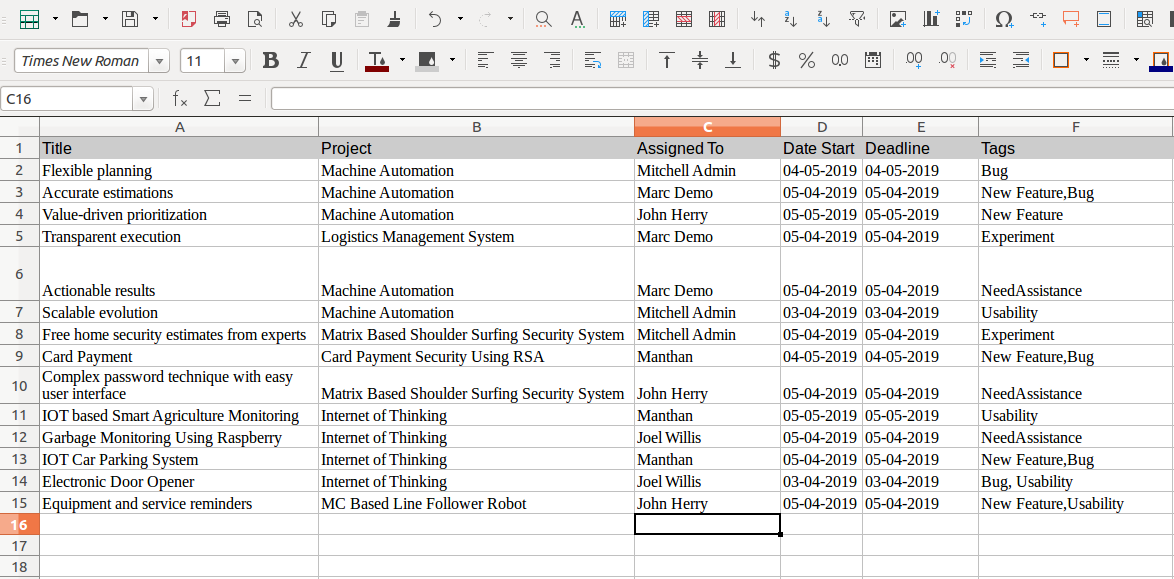 Times New Roman 11 B I U $ % 0.0 .00 .00
C16 fx Σ =
A B C D E F
1 Title Project Assigned To Date Start Deadline Tags
2 Flexible planning Machine Automation Mitchell Admin 04-05-2019 04-05-2019 Bug
3 Accurate estimations Machine Automation Marc Demo 05-04-2019 05-04-2019 New Feature,Bug
4 Value-driven prioritization Machine Automation John Herry 05-05-2019 05-05-2019 New Feature
5 Transparent execution Logistics Management System Marc Demo 05-04-2019 05-04-2019 Experiment
6 Actionable results Machine Automation Marc Demo 05-04-2019 05-04-2019 NeedAssistance
7 Scalable evolution Machine Automation Mitchell Admin 03-04-2019 03-04-2019 Usability
8 Free home security estimates from experts Matrix Based Shoulder Surfing Security System Mitchell Admin 05-04-2019 05-04-2019 Experiment
9 Card Payment Card Payment Security Using RSA Manthan 04-05-2019 04-05-2019 New Feature,Bug
Complex password technique with easy
10 user interface Matrix Based Shoulder Surfing Security System John Herry 05-04-2019 05-04-2019 NeedAssistance
11 IOT based Smart Agriculture Monitoring Internet of Thinking Manthan 05-05-2019 05-05-2019 Usability
12 Garbage Monitoring Using Raspberry Internet of Thinking Joel Willis 05-04-2019 05-04-2019 NeedAssistance
13 IOT Car Parking System Internet of Thinking Manthan 05-04-2019 05-04-2019 New Feature,Bug
14 Electronic Door Opener Internet of Thinking Joel Willis 03-04-2019 03-04-2019 Bug, Usability
15 Equipment and service reminders MC Based Line Follower Robot John Herry 05-04-2019 05-04-2019 New Feature,Usability
16
17
18